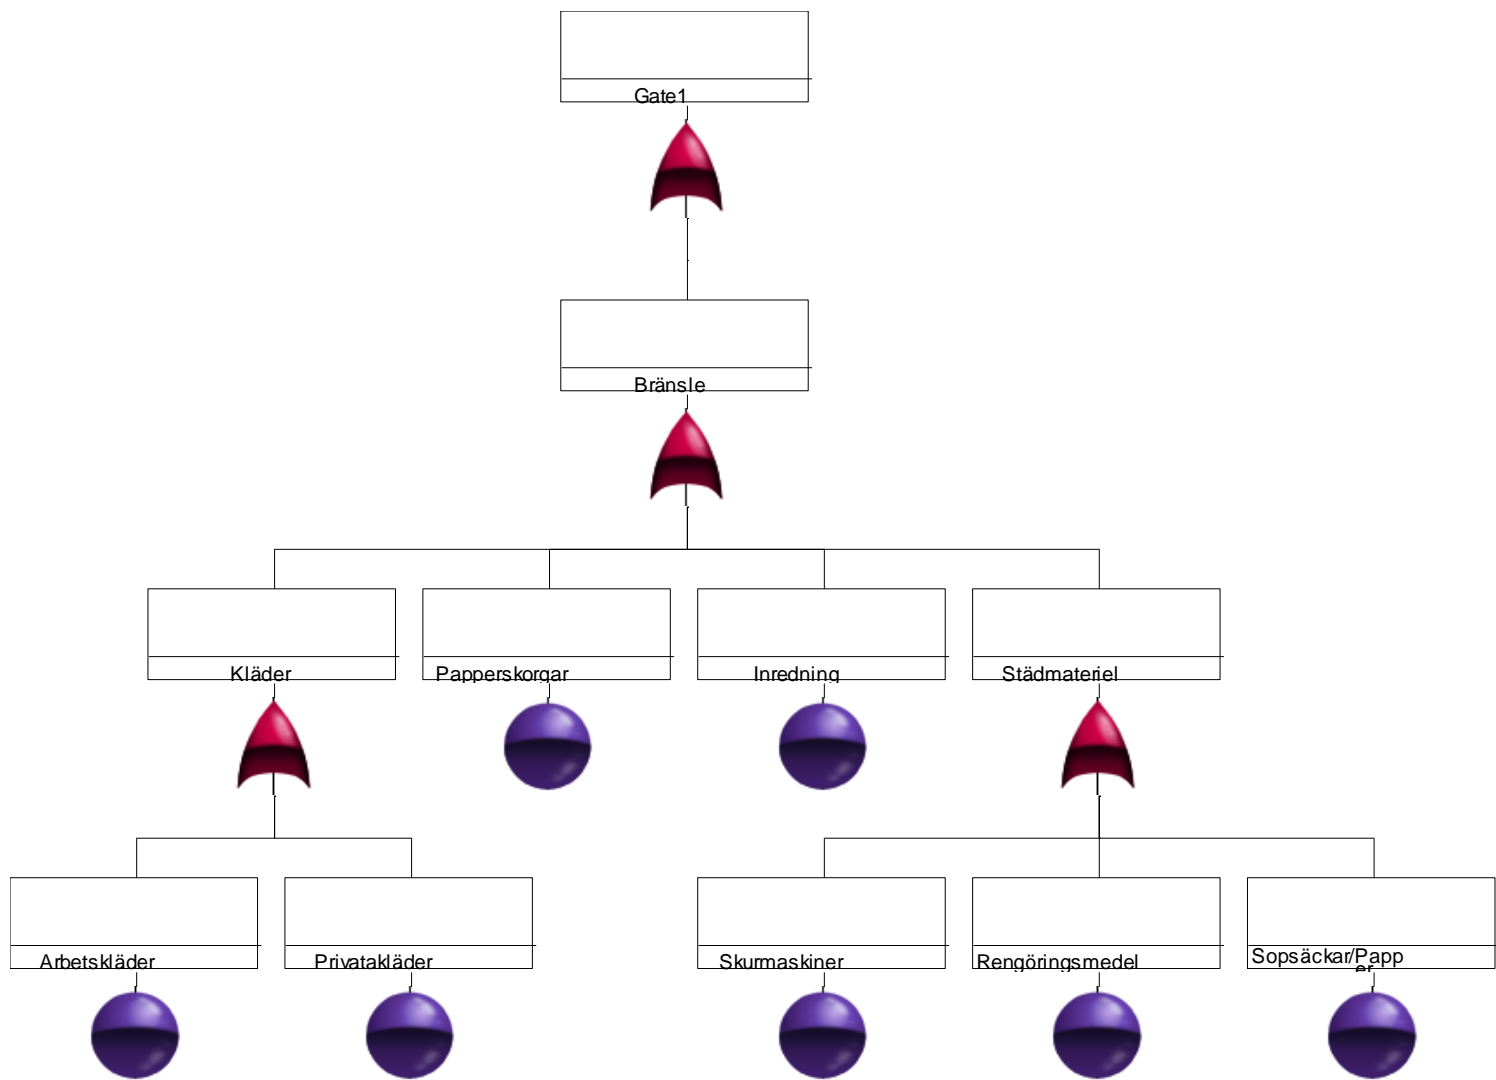 Gate1
Bränsle
Kläder
Papperskorgar
Inredning
Städmateriel
Arbetskläder
Privatakläder
Skurmaskiner
Rengöringsmedel
Sopsäckar/Papp
er